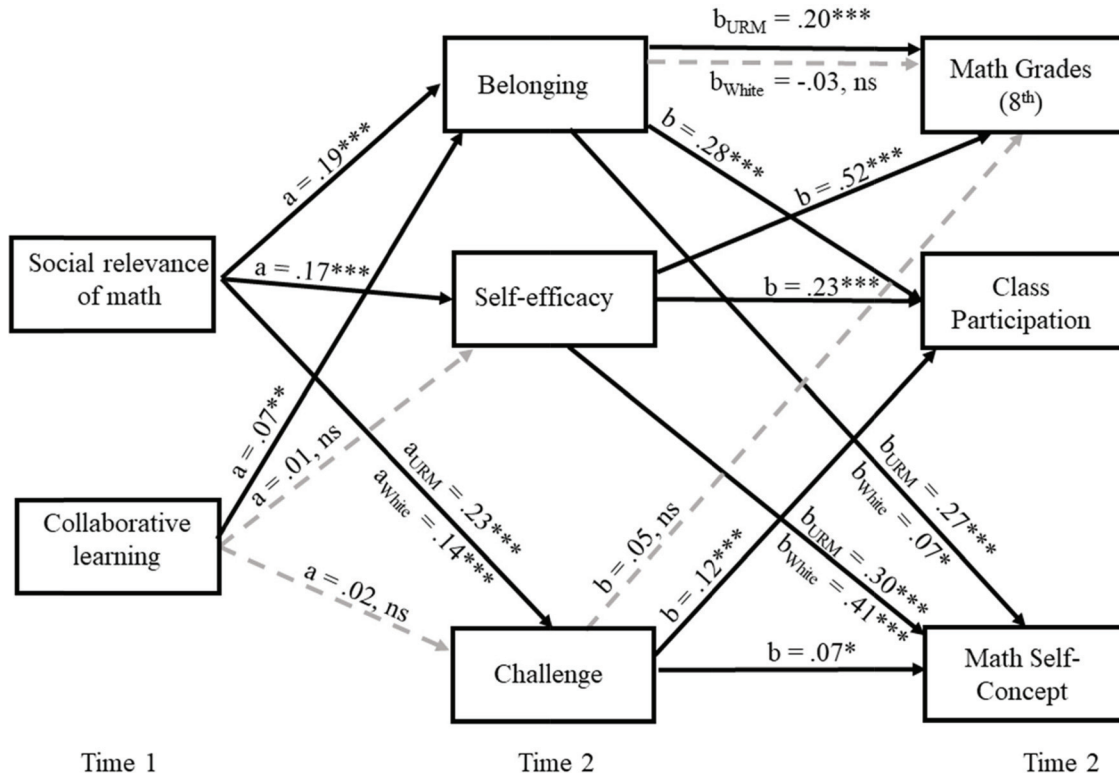 b_URM = .20***
b_White = -.03, ns
Belonging
Math Grades
(8th)
a = .19***
b = .28***
b = .52***
Social relevance
of math
a = .17***
Self-efficacy
b = .23***
Class
Participation
a = .07**
a = .01, ns
a_URM = .23***
a_White = .14***
b_URM = .27***
b_White = .07*
Collaborative
learning
a = .02, ns
b = .05, ns
b = .12***
b_URM = .30***
b_White = .41***
Challenge
b = .07*
Math Self-
Concept
Time 1
Time 2
Time 2